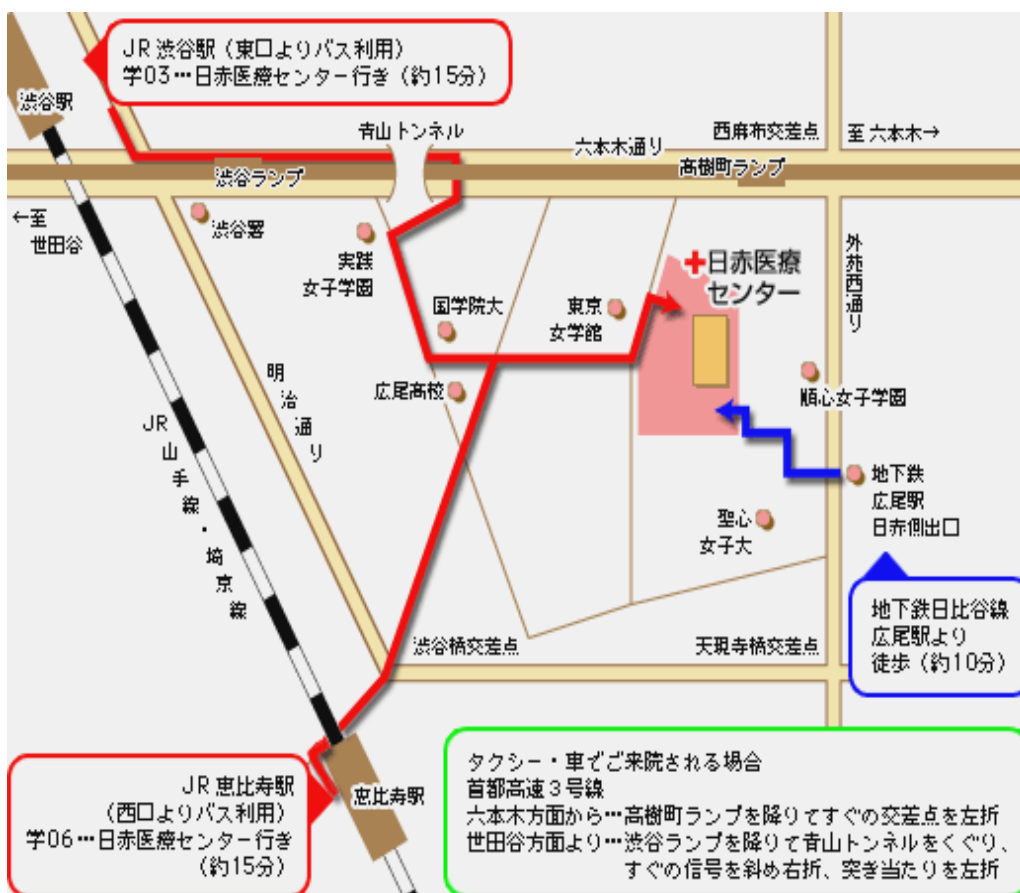 JR 渋谷駅（東口よりバス利用）
学03…日赤医療センター行き（約15分）
渋谷駅
青山トンネル
六本木通り
西麻布交差点
至 六本木→
渋谷ランプ
高樹町ランプ
←至
世田谷
渋谷署
実践
女子学園
国学院大
東京
女学館
日赤医療
センター
外苑西通り
広尾高校
順心女子学園
明治通り
JR山手線・埼京線
地下鉄
広尾駅
日赤側出口
聖心
女子大
地下鉄日比谷線
広尾駅より
徒歩（約10分）
渋谷橋交差点
天現寺橋交差点
JR 恵比寿駅
（西口よりバス利用）
学06…日赤医療センター行き
（約15分）
恵比寿駅
タクシー・車でご来院される場合
首都高速３号線
六本木方面から…高樹町ランプを降りてすぐの交差点を左折
世田谷方面より…渋谷ランプを降りて青山トンネルをくぐり、
すぐの信号を斜め右折、突き当たりを左折